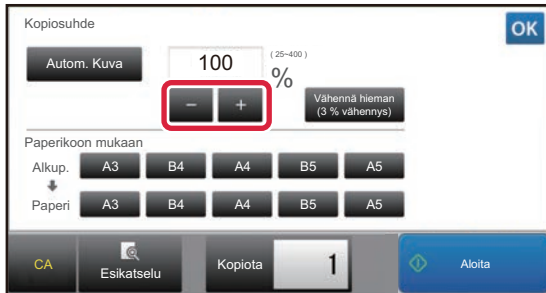 Kopiosuhde
OK
Autom. Kuva
100
( 25~400 )
%
− +
Vähennä hieman
(3 % vähennys)
Paperikoon mukaan
Alkup. A3 B4 A4 B5 A5
Paperi A3 B4 A4 B5 A5
CA
Esikatselu
Kopiota
1
Aloita